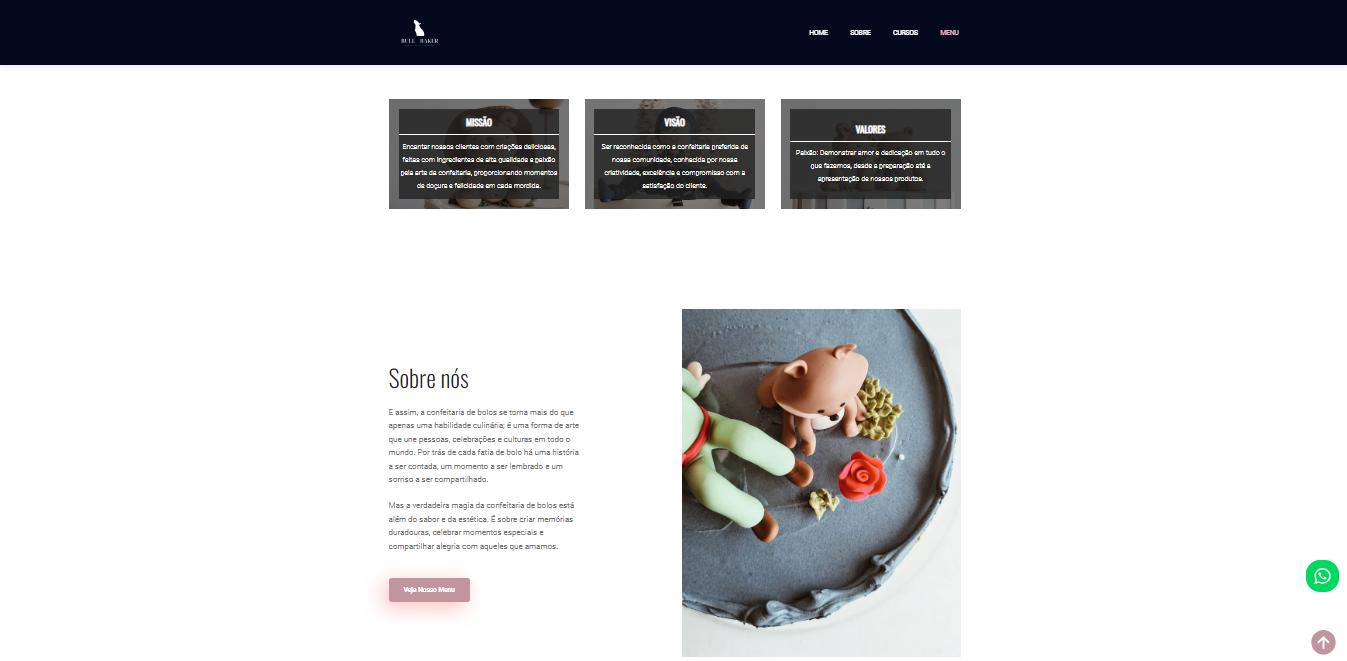 BULL BAKER
HOME SOBRE CURSOS MENU
MISSÃO
Encantar nossos clientes com criações deliciosas,
feitas com ingredientes de alta qualidade e paixão
pela arte da confeitaria, proporcionando momentos
de doçura e felicidade em cada mordida.
VISÃO
Ser reconhecida como a confeitaria preferida de
nossa comunidade, conhecida por nossa
criatividade, excelência e compromisso com a
satisfação do cliente.
VALORES
Paixão: Demonstrar amor e dedicação em tudo o
que fazemos, desde a preparação até a
apresentação de nossos produtos.
Sobre nós
E assim, a confeitaria de bolos se torna mais do que
apenas uma habilidade culinária; é uma forma de arte
que une pessoas, celebrações e culturas em todo o
mundo. Por trás de cada fatia de bolo há uma história
a ser contada, um momento a ser lembrado e um
sorriso a ser compartilhado.
Mas a verdadeira magia da confeitaria de bolos está
além do sabor e da estética. É sobre criar memórias
duradouras, celebrar momentos especiais e
compartilhar alegria com aqueles que amamos.
Veja Nosso Menu